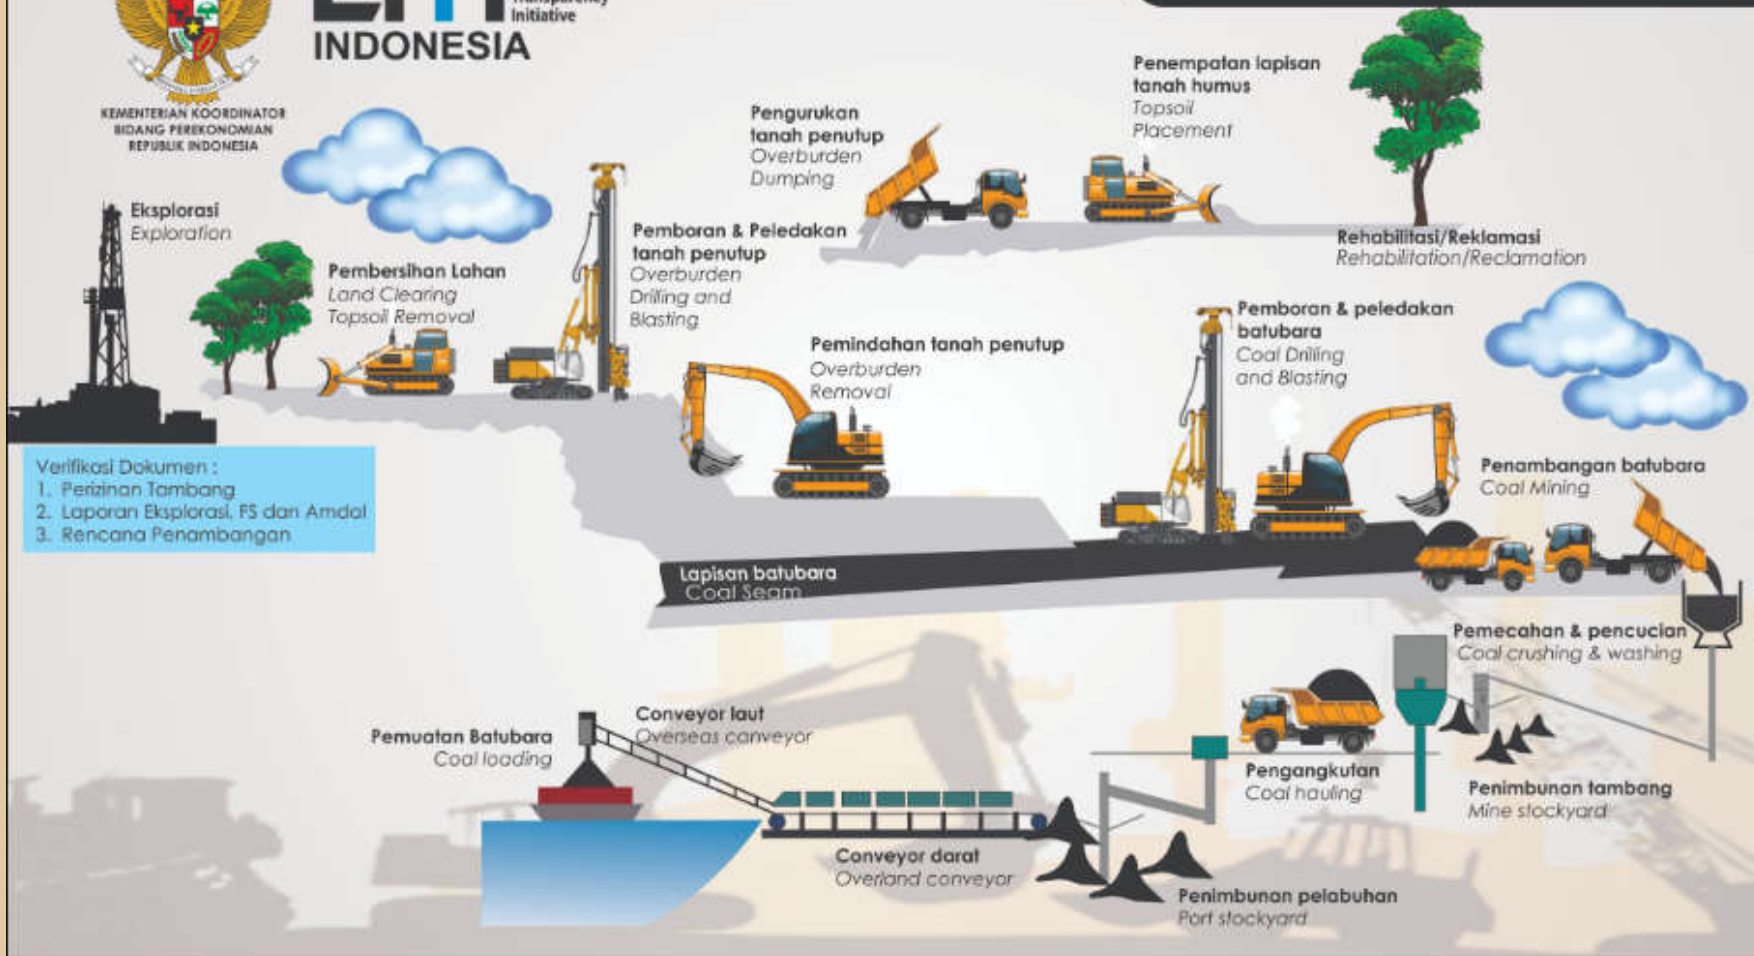 Initiative
INDONESIA
KEMENTERIAN KOORDINATOR
BIDANG PEREKONOMIAN
REPUBLIK INDONESIA
Eksplorasi
Exploration
Pembersihan Lahan
Land Clearing
Topsoil Removal
Pemboran & Peledakan
tanah penutup
Overburden
Drilling and
Blasting
Pengurukan
tanah penutup
Overburden
Dumping
Penempatan lapisan
tanah humus
Topsoil
Placement
Rehabilitasi/Reklamasi
Rehabilitation/Reclamation
Pemindahan tanah penutup
Overburden
Removal
Pemboran & peledakan
batubara
Coal Drilling
and Blasting
Penambangan batubara
Coal Mining
Verifikasi Dokumen :
1. Perizinan Tambang
2. Laporan Eksplorasi, FS dan Amdal
3. Rencana Penambangan
Lapisan batubara
Coal Seam
Pemecahan & pencucian
Coal crushing & washing
Penimbunan tambang
Mine stockyard
Pengangkutan
Coal hauling
Penimbunan pelabuhan
Port stockyard
Conveyor darat
Overland conveyor
Conveyor laut
Overseas conveyor
Pemuatan Batubara
Coal loading